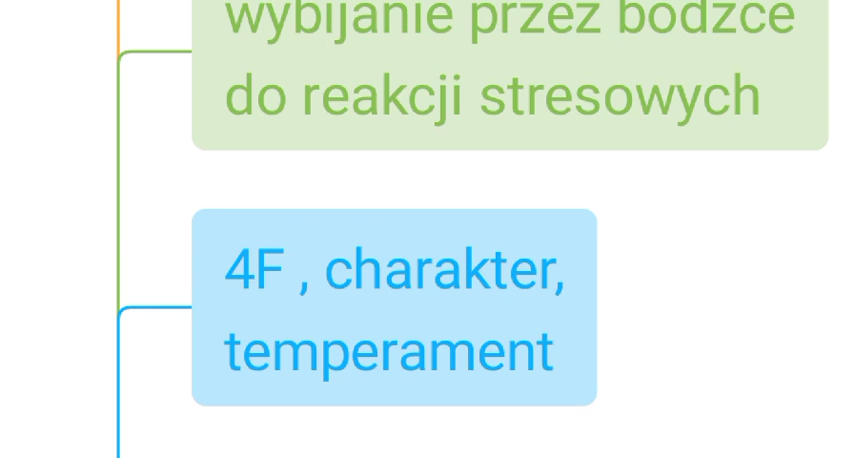 wybijanie przez bodźce
do reakcji stresowych
4F , charakter,
temperament